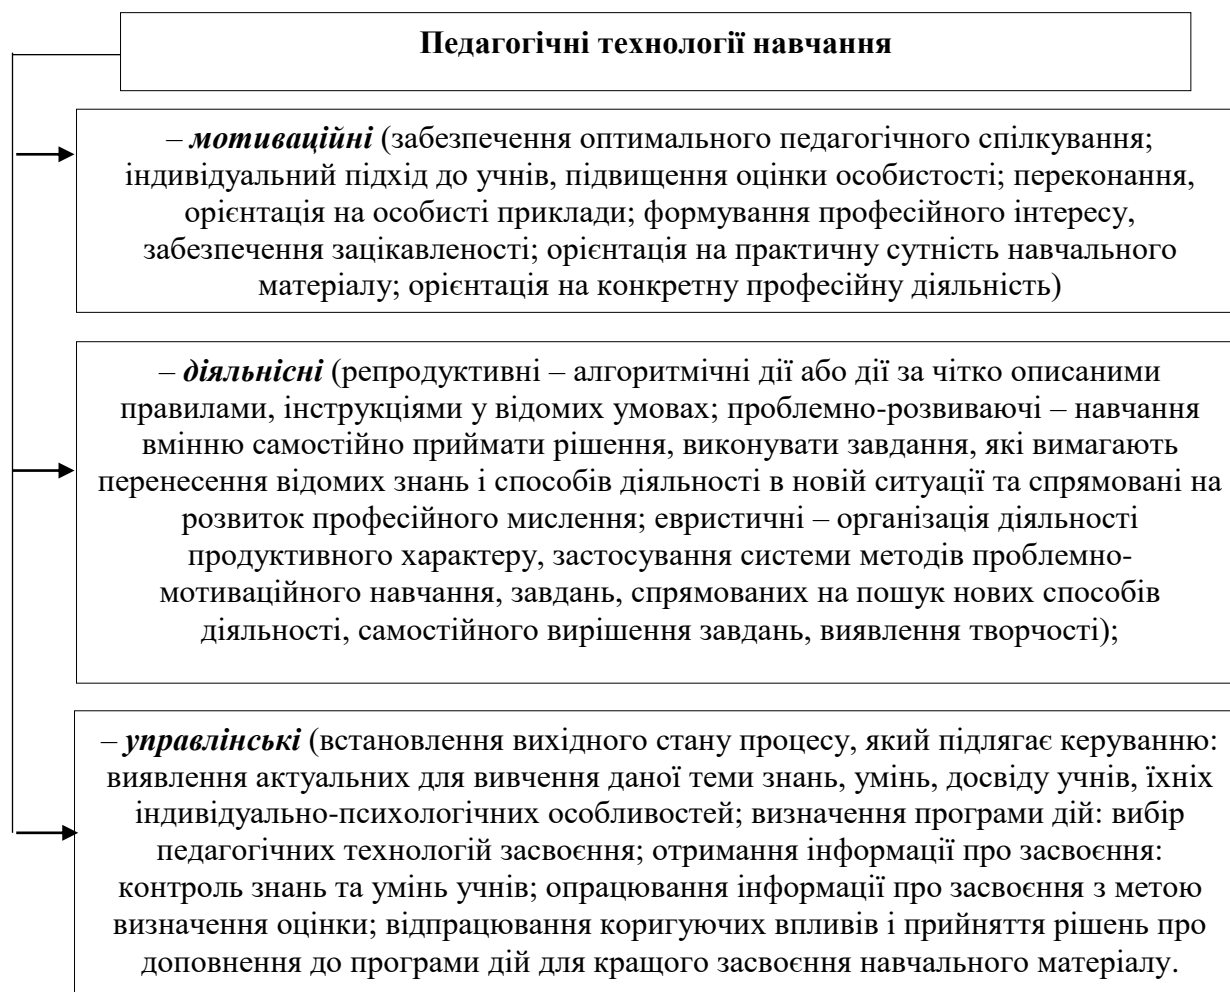 Педагогічні технології навчання
– мотиваційні (забезпечення оптимального педагогічного спілкування;
індивідуальний підхід до учнів, підвищення оцінки особистості; переконання,
орієнтація на особисті приклади; формування професійного інтересу,
забезпечення зацікавленості; орієнтація на практичну сутність навчального
матеріалу; орієнтація на конкретну професійну діяльність)
– діяльнісні (репродуктивні – алгоритмічні дії або дії за чітко описаними
правилами, інструкціями у відомих умовах; проблемно-розвиваючі – навчання
вмінню самостійно приймати рішення, виконувати завдання, які вимагають
перенесення відомих знань і способів діяльності в новій ситуації та спрямовані на
розвиток професійного мислення; евристичні – організація діяльності
продуктивного характеру, застосування системи методів проблемно-
мотиваційного навчання, завдань, спрямованих на пошук нових способів
діяльності, самостійного вирішення завдань, виявлення творчості);
– управлінські (встановлення вихідного стану процесу, який підлягає керуванню:
виявлення актуальних для вивчення даної теми знань, умінь, досвіду учнів, їхніх
індивідуально-психологічних особливостей; визначення програми дій: вибір
педагогічних технологій засвоєння; отримання інформації про засвоєння:
контроль знань та умінь учнів; опрацювання інформації про засвоєння з метою
визначення оцінки; відпрацювання коригуючих впливів і прийняття рішень про
доповнення до програми дій для кращого засвоєння навчального матеріалу.